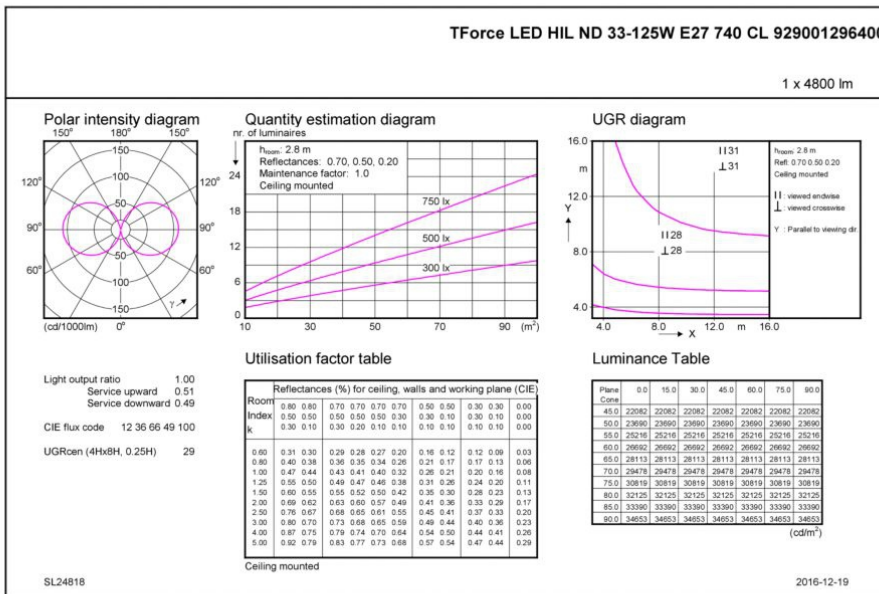 TForce LED HIL ND 33-125W E27 740 CL 929001296400
1 x 4800 lm
Polar intensity diagram
150° 180° 150°
120° 120°
90° 90°
60° 60°
150
100
50
50
100
150
γ
(cd/1000lm) 0°
Quantity estimation diagram
nr. of luminaires
hroom: 2.8 m
Reflectances: 0.70, 0.50, 0.20
Maintenance factor: 1.0
Ceiling mounted
24
18
12
6
0
750 lx
500 lx
300 lx
10 30 50 70 90 (m²)
UGR diagram
16.0
m
12.0
Y
8.0
4.0
II31
⊥31
II28
⊥28
4.0 8.0 12.0 m 16.0
X
hroom: 2.8 m
Refl: 0.70 0.50 0.20
Ceiling mounted
II : viewed endwise
⊥ : viewed crosswise
Y : Parallel to viewing dir.
Light output ratio 1.00
Service upward 0.51
Service downward 0.49
CIE flux code 12 36 66 49 100
UGRcen (4Hx8H, 0.25H) 29
Utilisation factor table
Room Index k
Reflectances (%) for ceiling, walls and working plane (CIE)
0.80 0.80 0.70 0.70 0.70 0.70 0.50 0.50 0.30 0.30 0.00
0.50 0.50 0.50 0.50 0.50 0.30 0.30 0.10 0.30 0.10 0.00
0.30 0.10 0.30 0.20 0.10 0.10 0.10 0.10 0.10 0.10 0.00
0.60 0.31 0.30 0.29 0.28 0.27 0.20 0.16 0.12 0.12 0.09 0.03
0.80 0.40 0.38 0.36 0.35 0.34 0.26 0.21 0.17 0.17 0.13 0.06
1.00 0.47 0.44 0.43 0.41 0.40 0.32 0.26 0.21 0.20 0.16 0.08
1.25 0.55 0.50 0.49 0.47 0.46 0.38 0.31 0.26 0.24 0.20 0.11
1.50 0.60 0.55 0.55 0.52 0.50 0.42 0.35 0.30 0.28 0.23 0.13
2.00 0.69 0.62 0.63 0.60 0.57 0.49 0.41 0.36 0.33 0.29 0.17
2.50 0.76 0.67 0.68 0.65 0.61 0.55 0.45 0.41 0.37 0.33 0.20
3.00 0.80 0.70 0.73 0.68 0.65 0.59 0.49 0.44 0.40 0.36 0.23
4.00 0.87 0.75 0.79 0.74 0.70 0.64 0.54 0.50 0.44 0.41 0.26
5.00 0.92 0.79 0.83 0.77 0.73 0.68 0.57 0.54 0.47 0.44 0.29
Ceiling mounted
Luminance Table
Plane Cone 0.0 15.0 30.0 45.0 60.0 75.0 90.0
45.0 22082 22082 22082 22082 22082 22082 22082
50.0 23690 23690 23690 23690 23690 23690 23690
55.0 25216 25216 25216 25216 25216 25216 25216
60.0 26692 26692 26692 26692 26692 26692 26692
65.0 28113 28113 28113 28113 28113 28113 28113
70.0 29478 29478 29478 29478 29478 29478 29478
75.0 30819 30819 30819 30819 30819 30819 30819
80.0 32125 32125 32125 32125 32125 32125 32125
85.0 33390 33390 33390 33390 33390 33390 33390
90.0 34653 34653 34653 34653 34653 34653 34653
(cd/m²)
SL24818
2016-12-19